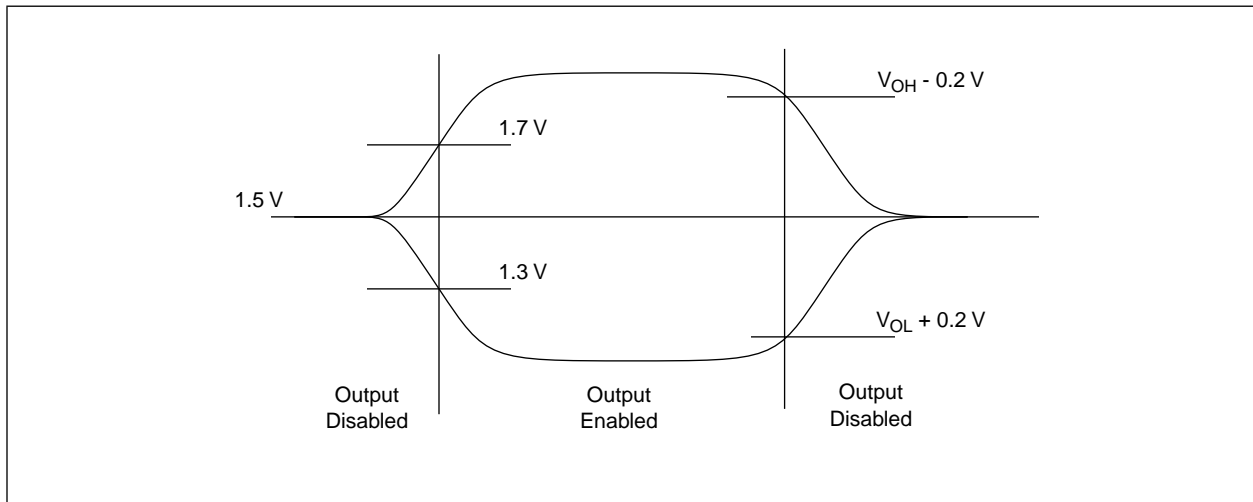 V_OH - 0.2 V
1.7 V
1.5 V
1.3 V
V_OL + 0.2 V
Output
Disabled
Output
Enabled
Output
Disabled